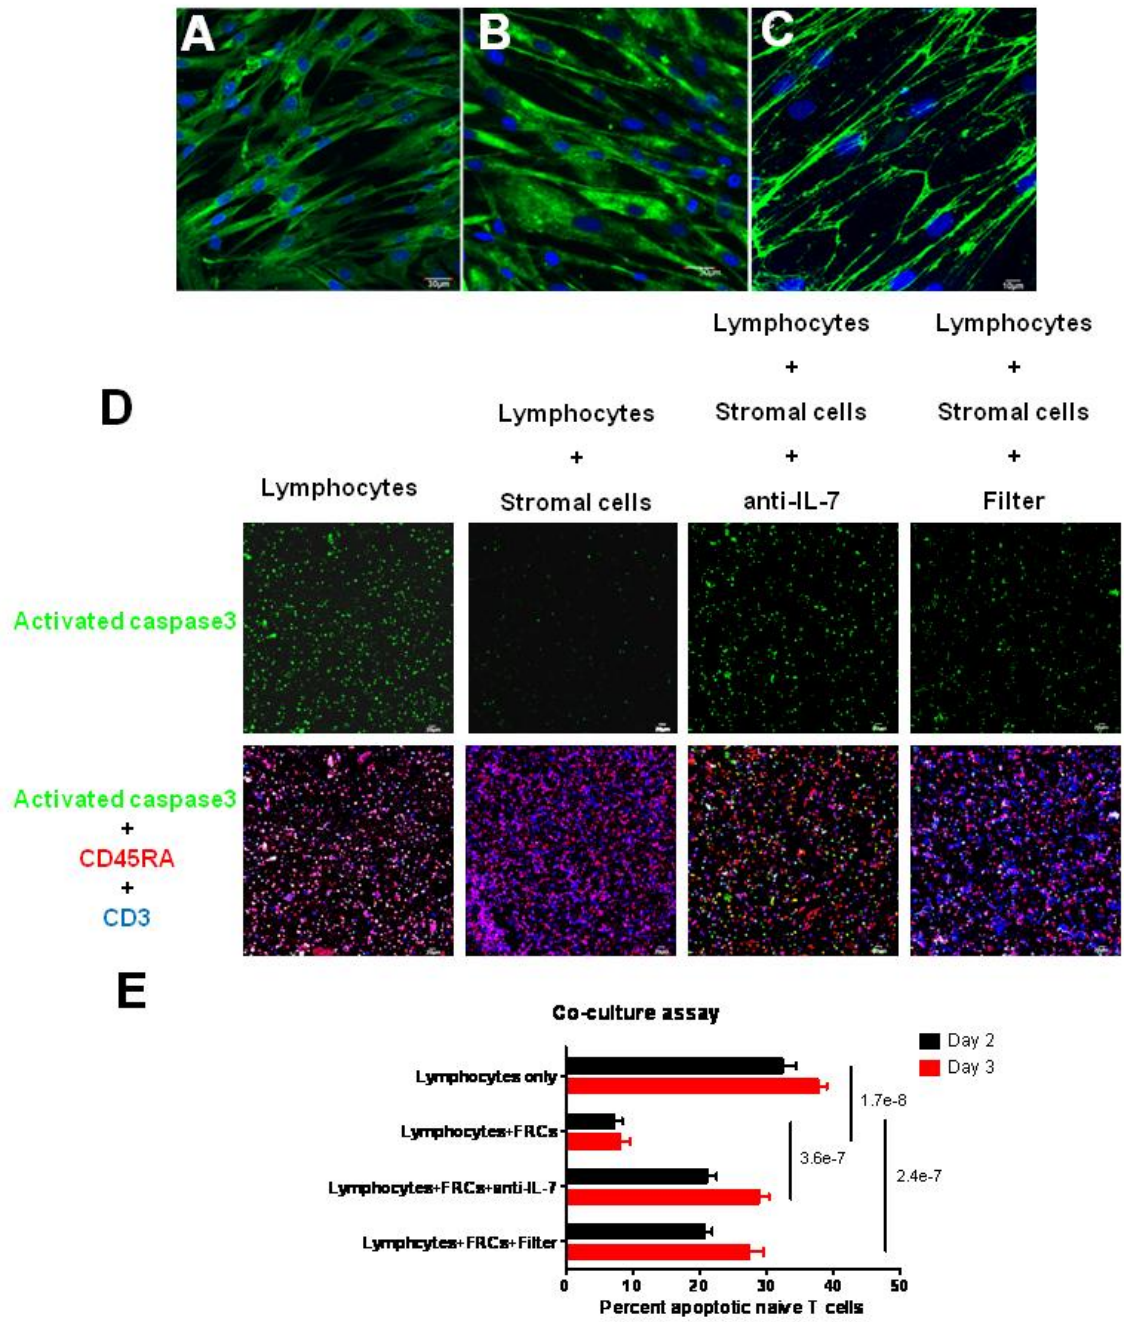 A B C
30µm
10µm
D
Lymphocytes
Lymphocytes
+
Stromal cells
Lymphocytes
+
Stromal cells
+
anti-IL-7
Lymphocytes
+
Stromal cells
+
Filter
Activated caspase3
Activated caspase3
+
CD45RA
+
CD3
E
Co-culture assay
Day 2
Day 3
Lymphocytes only
Lymphocytes+FRCs
Lymphocytes+FRCs+anti-IL-7
Lymphcytes+FRCs+Filter
1.7e-8
3.6e-7
2.4e-7
0 10 20 30 40 50
Percent apoptotic naive T cells